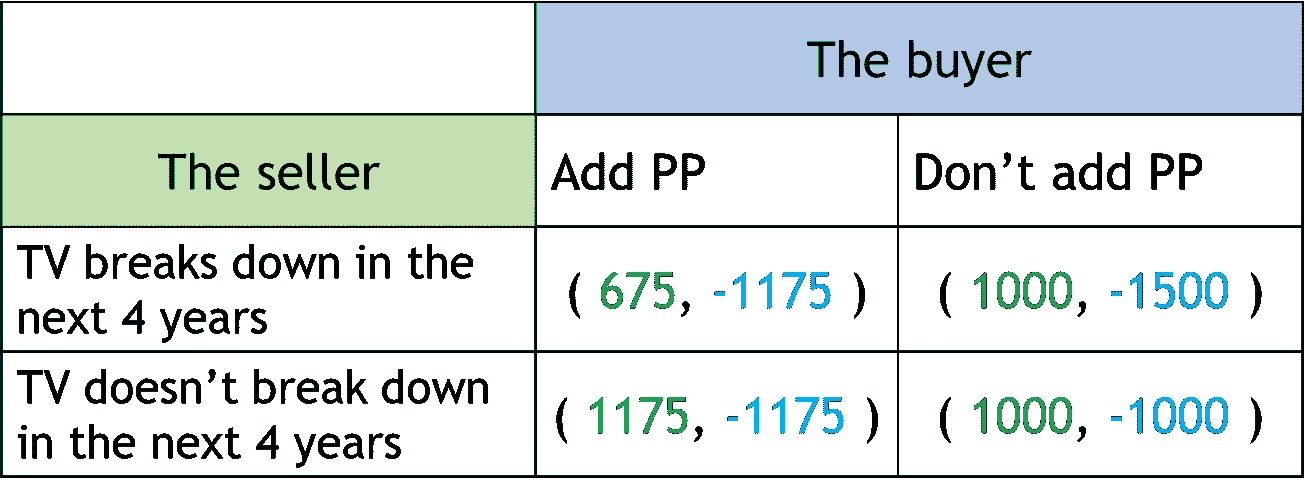 The buyer
The seller
Add PP
Don't add PP
TV breaks down in the
next 4 years
( 675, -1175 )
( 1000, -1500 )
TV doesn't break down
in the next 4 years
( 1175, -1175 )
( 1000, -1000 )